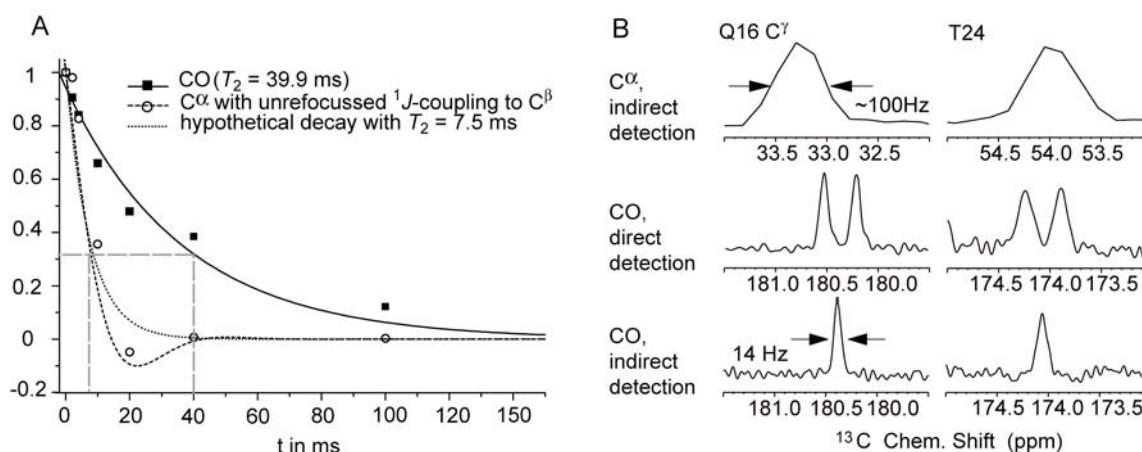 A
1
0.8
0.6
0.4
0.2
0
-0.2
0 20 40 60 80 100 120 140
t in ms
CO (T₂ = 39.9 ms)
Cᵅ with unrefocussed ¹J-coupling to Cᵝ
hypothetical decay with T₂ = 7.5 ms
B
Q16 Cᵞ
T24
Cᵅ,
indirect
detection
~100Hz
33.5 33.0 32.5
54.5 54.0 53.5
CO,
direct
detection
181.0 180.5 180.0
174.5 174.0 173.5
CO,
indirect
detection
14 Hz
181.0 180.5 180.0
174.5 174.0 173.5
¹³C Chem. Shift (ppm)